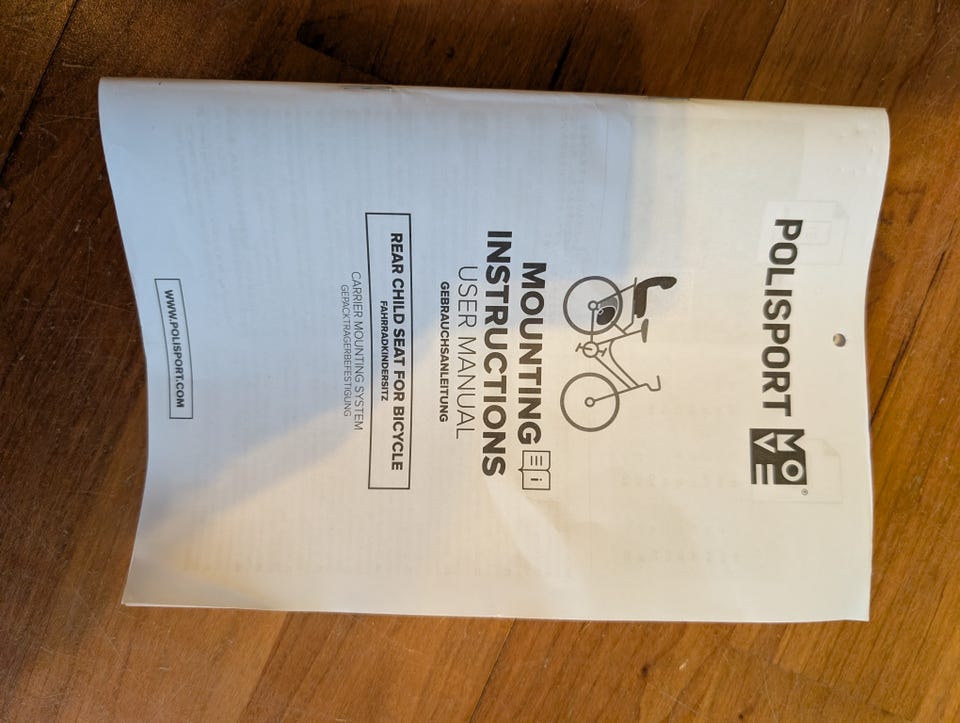 POLISPORT MOVE®
MOUNTING
INSTRUCTIONS
USER MANUAL
GEBRAUCHSANLEITUNG
REAR CHILD SEAT FOR BICYCLE
FAHRRADKINDERSITZ
CARRIER MOUNTING SYSTEM
GEPÄCKTRÄGERBEFESTIGUNG
WWW.POLISPORT.COM